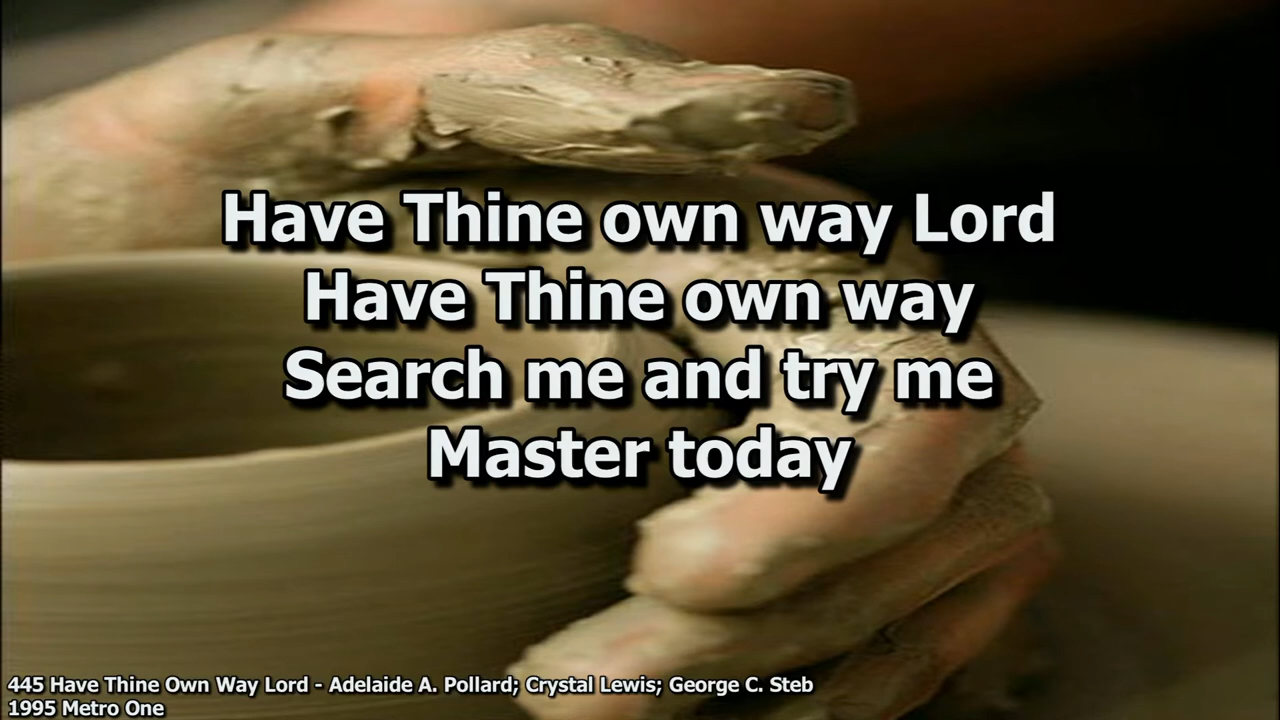 Have Thine own way Lord
Have Thine own way
Search me and try me
Master today
445 Have Thine Own Way Lord - Adelaide A. Pollard; Crystal Lewis; George C. Steb
1995 Metro One